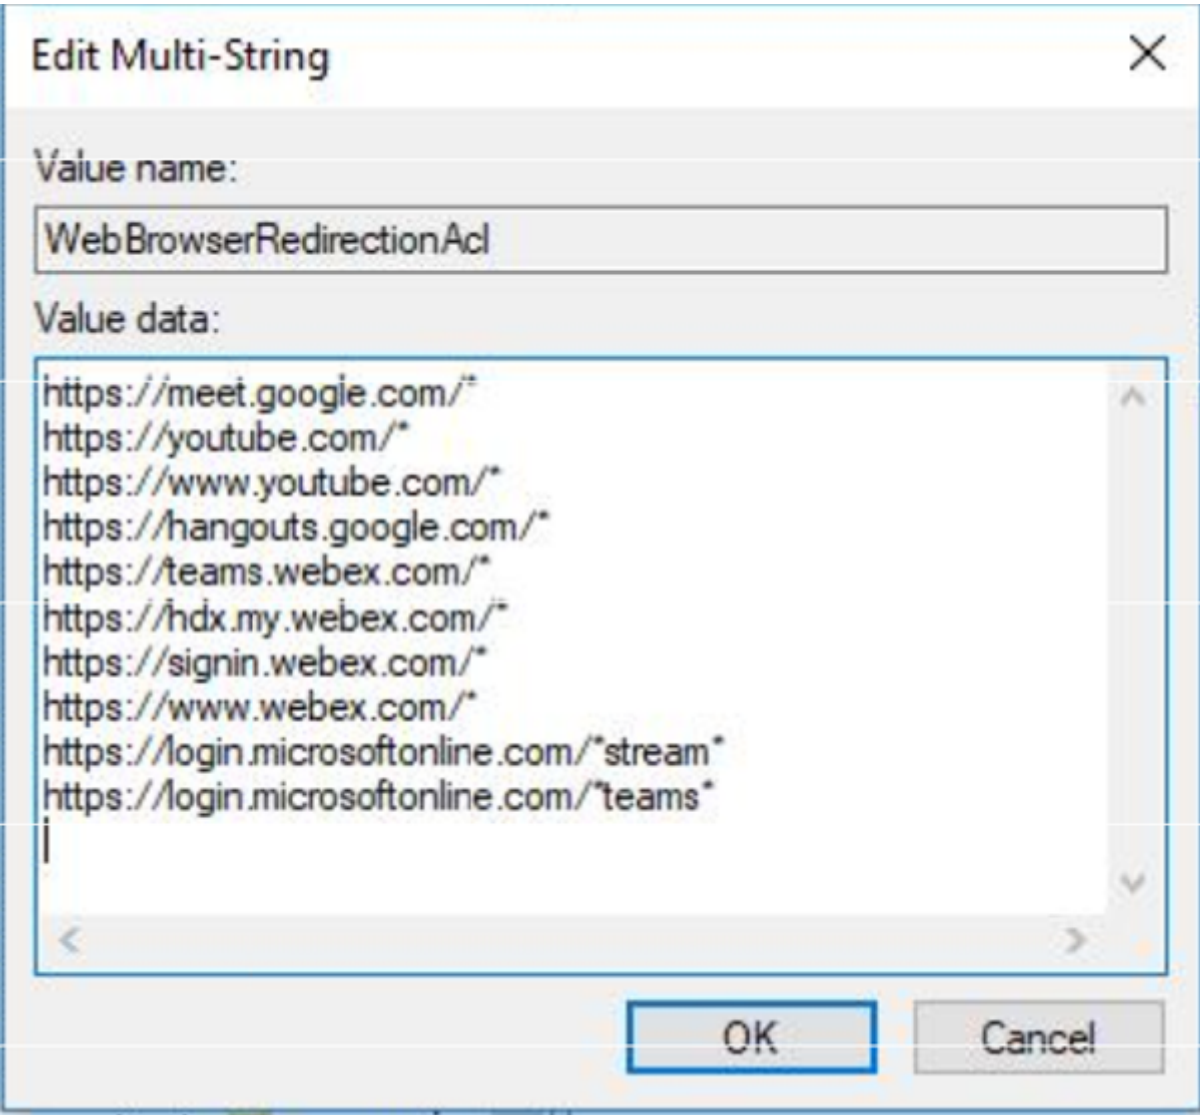 Edit Multi-String
Value name:
WebBrowserRedirectionAcl
Value data:
https://meet.google.com/*
https://youtube.com/*
https://www.youtube.com/*
https://hangouts.google.com/*
https://teams.webex.com/*
https://hdx.my.webex.com/*
https://signin.webex.com/*
https://www.webex.com/*
https://login.microsoftonline.com/*stream*
https://login.microsoftonline.com/*teams*
OK
Cancel